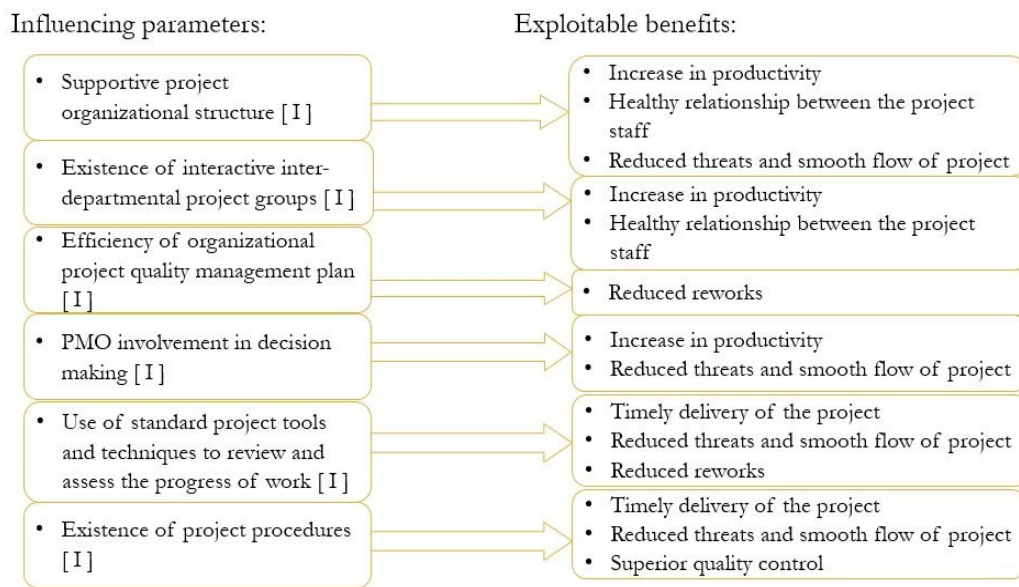 Influencing parameters:
Exploitable benefits:
• Supportive project
organizational structure [ I ]
• Increase in productivity
• Healthy relationship between the project
staff
• Reduced threats and smooth flow of project
• Existence of interactive inter-
departmental project groups [ I ]
• Increase in productivity
• Healthy relationship between the project
staff
• Efficiency of organizational
project quality management plan
[ I ]
• Reduced reworks
• PMO involvement in decision
making [ I ]
• Increase in productivity
• Reduced threats and smooth flow of project
• Use of standard project tools
and techniques to review and
assess the progress of work [ I ]
• Timely delivery of the project
• Reduced threats and smooth flow of project
• Reduced reworks
• Existence of project procedures
[ I ]
• Timely delivery of the project
• Reduced threats and smooth flow of project
• Superior quality control